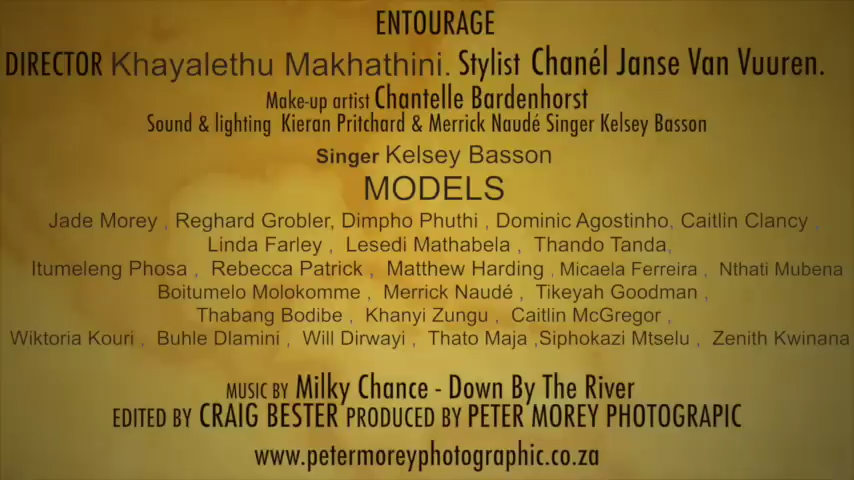 ENTOURAGE
DIRECTOR Khayalethu Makhathini. Stylist Chanél Janse Van Vuuren.
Make-up artist Chantelle Bardenhorst
Sound & lighting Kieran Pritchard & Merrick Naudé Singer Kelsey Basson
Singer Kelsey Basson
MODELS
Jade Morey , Reghard Grobler, Dimpho Phuthi , Dominic Agostinho, Caitlin Clancy ,
Linda Farley , Lesedi Mathabela , Thando Tanda,
Itumeleng Phosa , Rebecca Patrick , Matthew Harding , Micaela Ferreira , Nthati Mubena
Boitumelo Molokomme , Merrick Naudé , Tikeyah Goodman ,
Thabang Bodibe , Khanyi Zungu , Caitlin McGregor ,
Wiktoria Kouri , Buhle Dlamini , Will Dirwayi , Thato Maja ,Siphokazi Mtselu , Zenith Kwinana
MUSIC BY Milky Chance - Down By The River
EDITED BY CRAIG BESTER PRODUCED BY PETER MOREY PHOTOGRAPIC
www.petermoreyphotographic.co.za